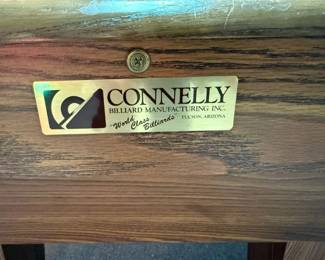 CONNELLY
BILLIARD MANUFACTURING INC.
"World Class Billiards" TUCSON, ARIZONA